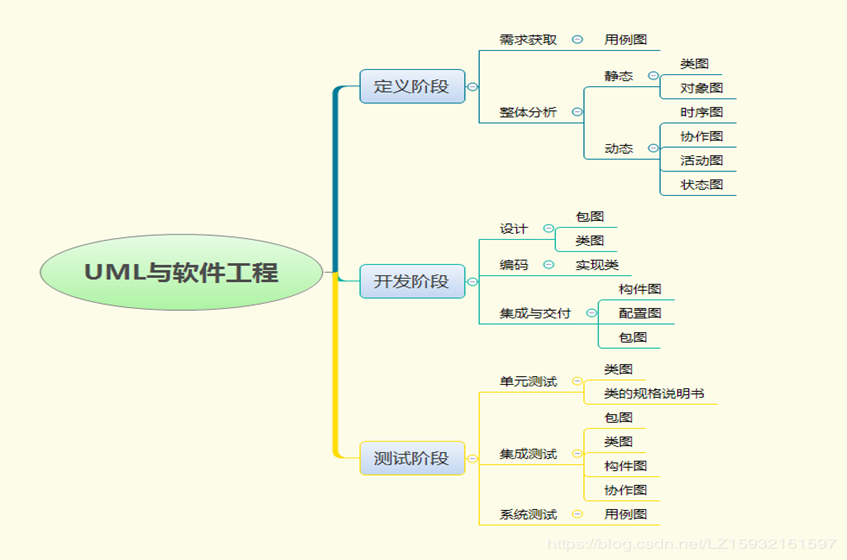 UML与软件工程
定义阶段
需求获取
用例图
整体分析
静态
类图
对象图
动态
时序图
协作图
活动图
状态图
开发阶段
设计
包图
类图
编码
实现类
集成与交付
构件图
配置图
包图
测试阶段
单元测试
类图
类的规格说明书
集成测试
包图
类图
构件图
协作图
系统测试
用例图
https://blog.csdn.net/LZ15932161597